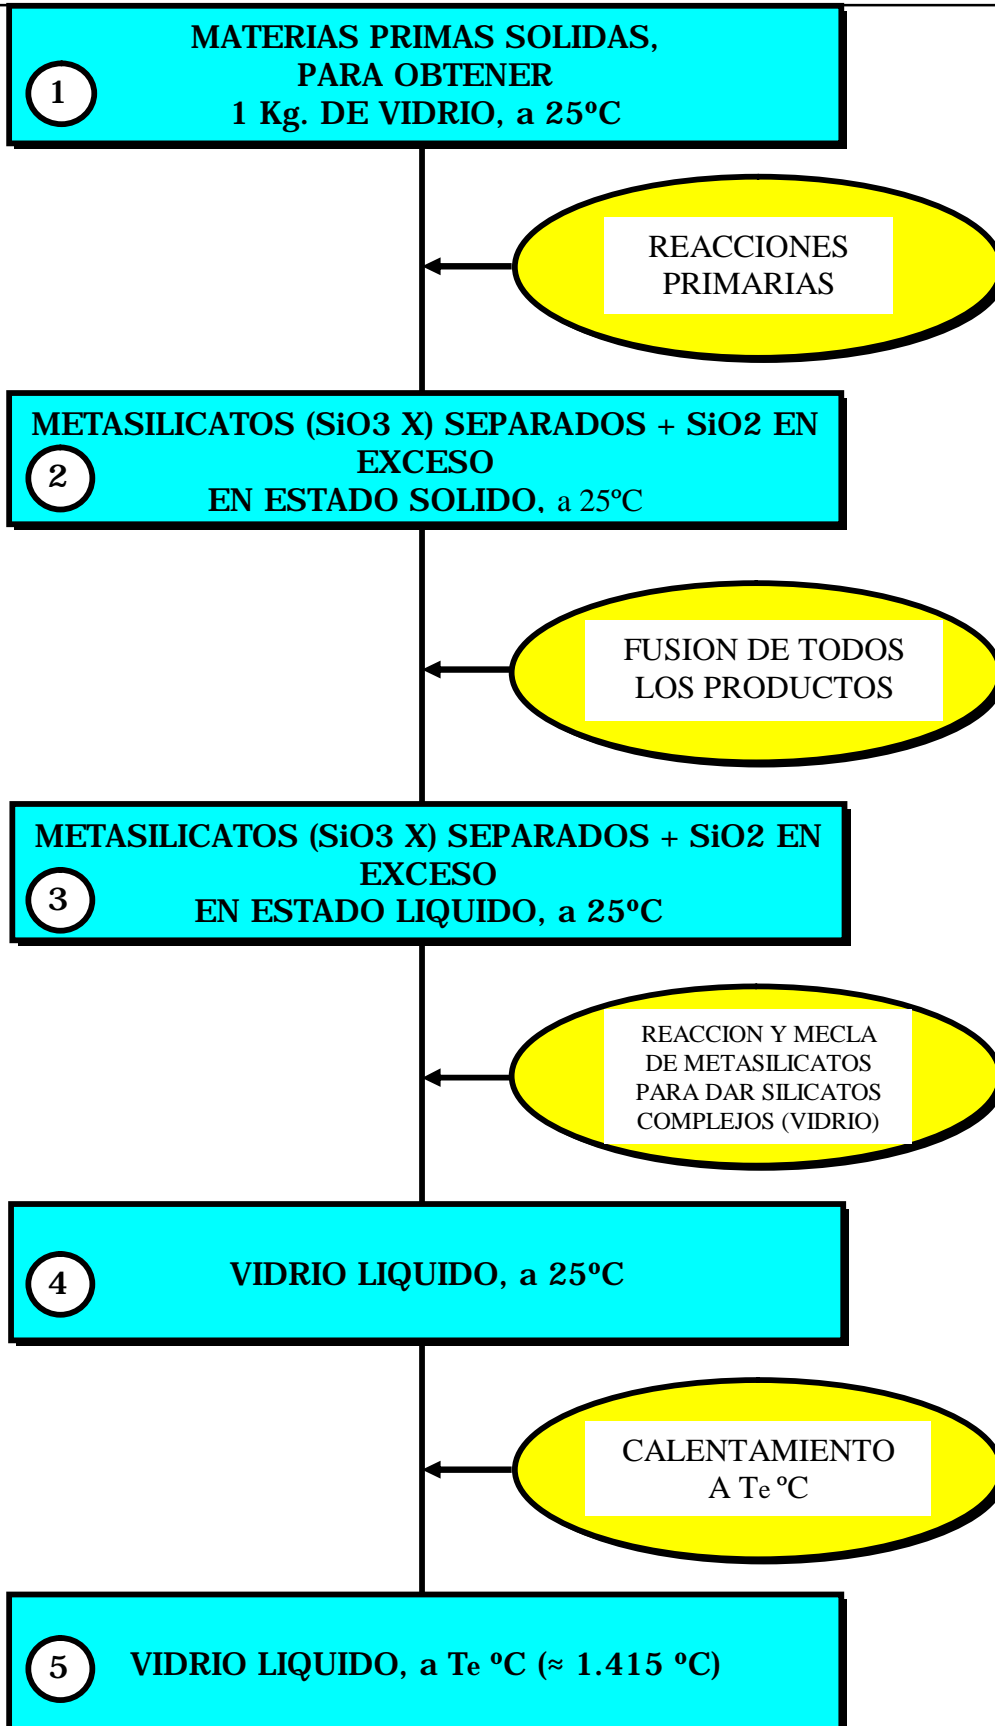 MATERIAS PRIMAS SOLIDAS,
PARA OBTENER
1
1 Kg. DE VIDRIO, a 25ºC
REACCIONES
PRIMARIAS
METASILICATOS (SiO3 X) SEPARADOS + SiO2 EN
EXCESO
2
EN ESTADO SOLIDO, a 25ºC
FUSION DE TODOS
LOS PRODUCTOS
METASILICATOS (SiO3 X) SEPARADOS + SiO2 EN
EXCESO
3
EN ESTADO LIQUIDO, a 25ºC
REACCION Y MECLA
DE METASILICATOS
PARA DAR SILICATOS
COMPLEJOS (VIDRIO)
4
VIDRIO LIQUIDO, a 25ºC
CALENTAMIENTO
A Te ºC
5
VIDRIO LIQUIDO, a Te ºC (≈ 1.415 ºC)